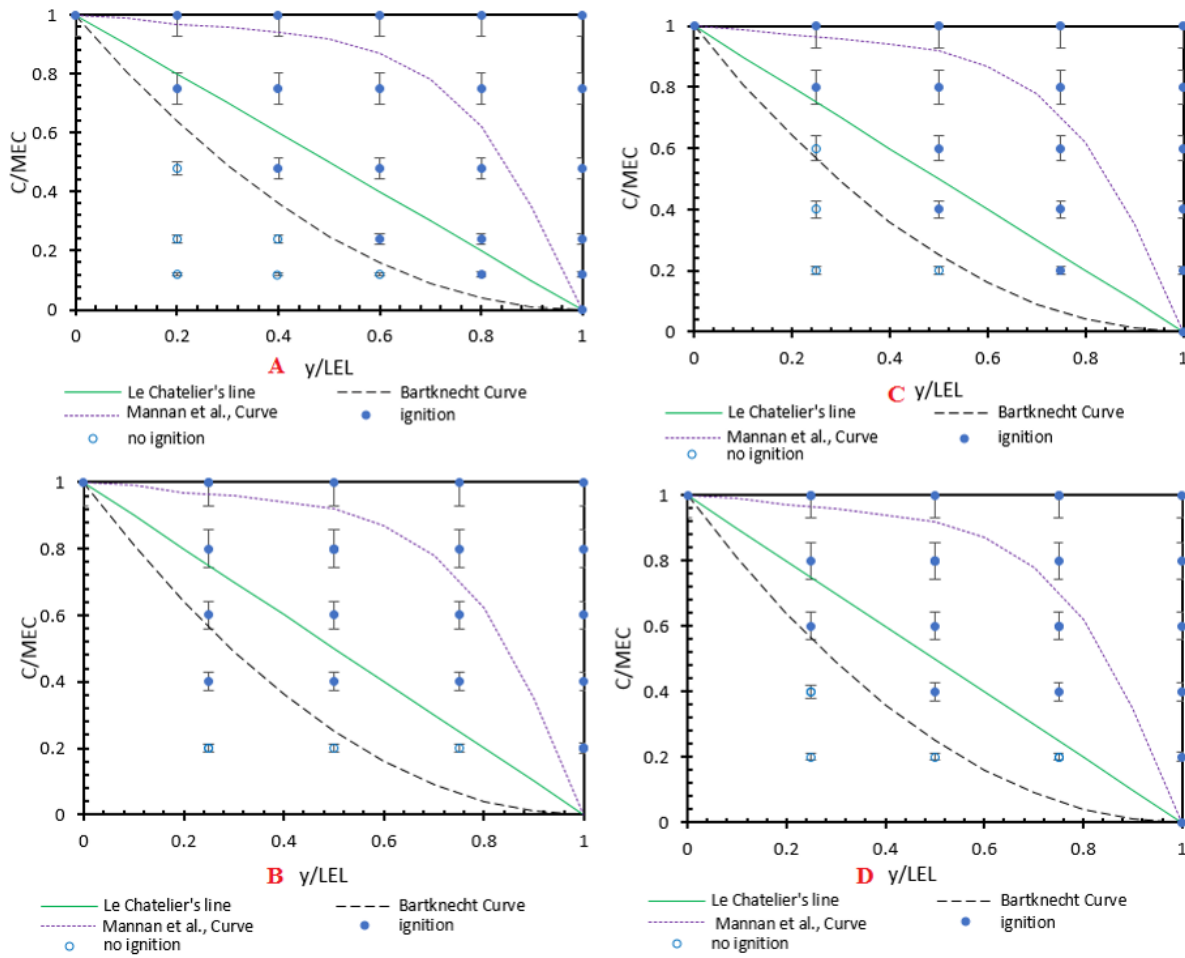 1
0.8
0.6
0.4
0.2
0
C/MEC
0 0.2 0.4 0.6 0.8 1
A y/LEL
Le Chatelier's line Bartknecht Curve
Mannan et al., Curve ignition
no ignition
1
0.8
0.6
0.4
0.2
0
C/MEC
0 0.2 0.4 0.6 0.8 1
C y/LEL
Le Chatelier's line Bartknecht Curve
Mannan et al., Curve ignition
no ignition
1
0.8
0.6
0.4
0.2
0
C/MEC
0 0.2 0.4 0.6 0.8 1
B y/LEL
Le Chatelier's line Bartknecht Curve
Mannan et al., Curve ignition
no ignition
1
0.8
0.6
0.4
0.2
0
C/MEC
0 0.2 0.4 0.6 0.8 1
D y/LEL
Le Chatelier's line Bartknecht Curve
Mannan et al., Curve ignition
no ignition